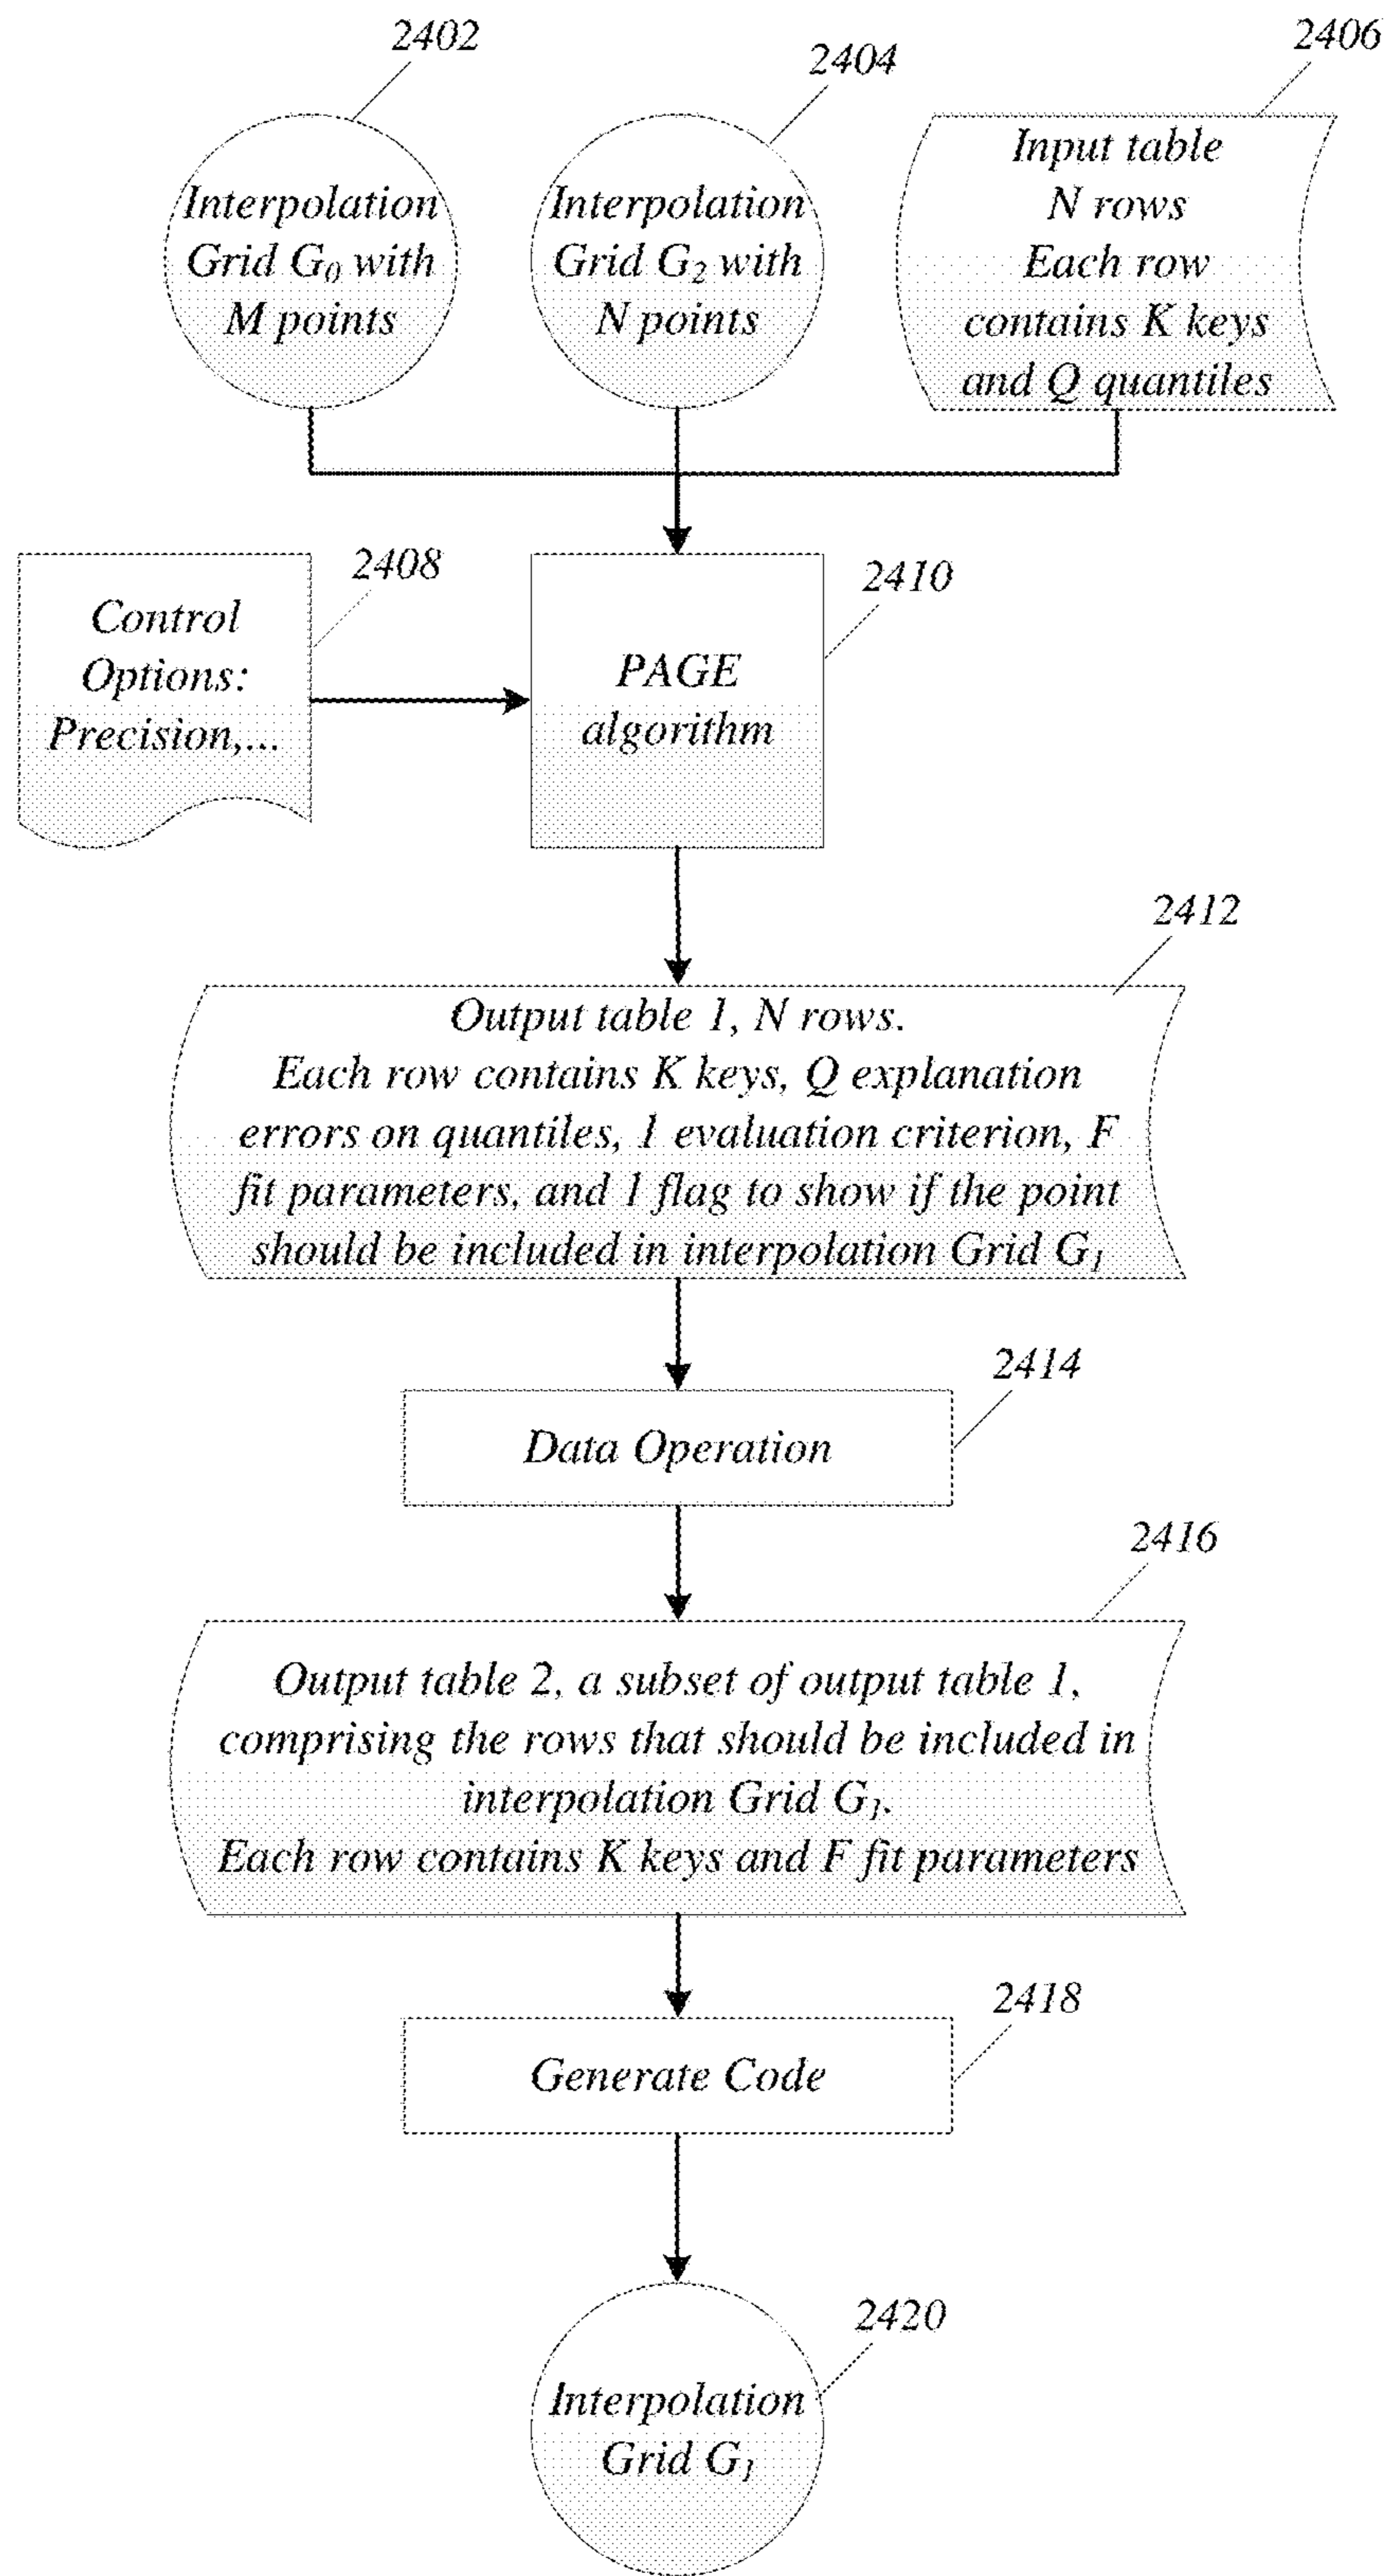 2402
2404
2406
Interpolation
Grid G₀ with
M points
Interpolation
Grid G₂ with
N points
Input table
N rows
Each row
contains K keys
and Q quantiles
2408
Control
Options:
Precision,...
2410
PAGE
algorithm
2412
Output table 1, N rows.
Each row contains K keys, Q explanation
errors on quantiles, 1 evaluation criterion, F
fit parameters, and 1 flag to show if the point
should be included in interpolation Grid G₁
2414
Data Operation
2416
Output table 2, a subset of output table 1,
comprising the rows that should be included in
interpolation Grid G₁.
Each row contains K keys and F fit parameters
2418
Generate Code
2420
Interpolation
Grid G₁